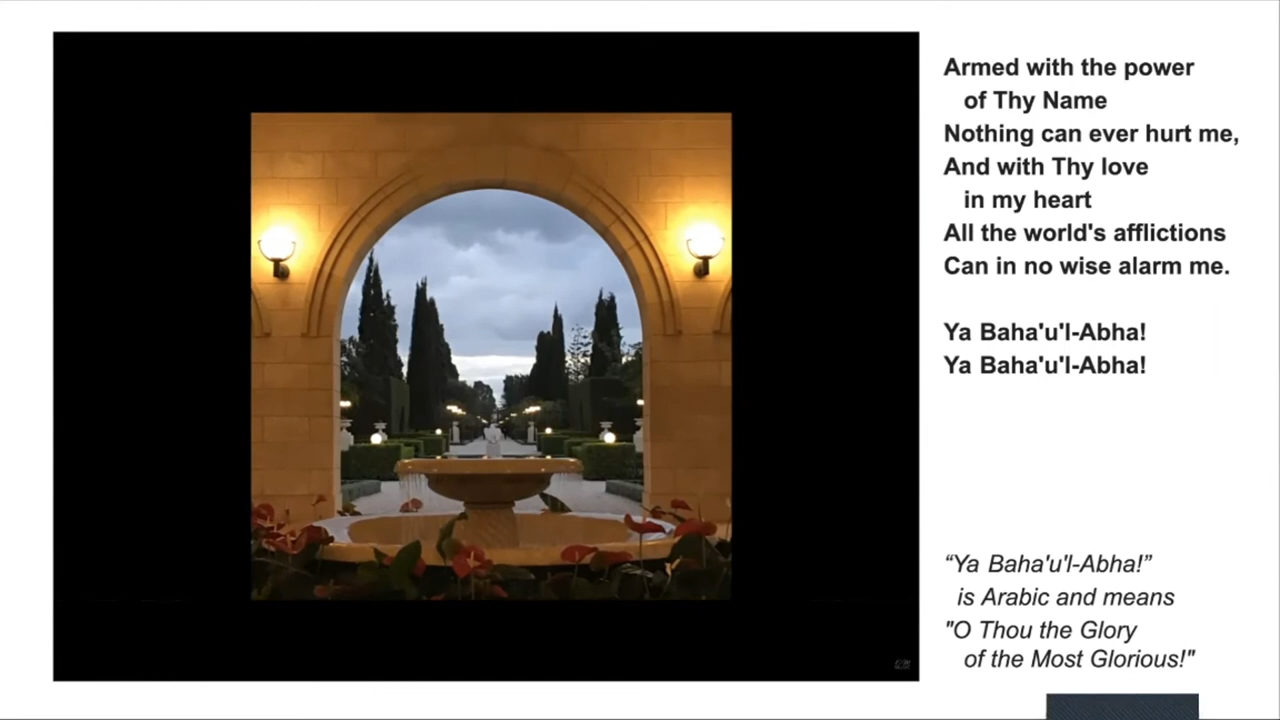 Armed with the power
of Thy Name
Nothing can ever hurt me,
And with Thy love
in my heart
All the world's afflictions
Can in no wise alarm me.
Ya Baha'u'l-Abha!
Ya Baha'u'l-Abha!
“Ya Baha'u'l-Abha!”
is Arabic and means
"O Thou the Glory
of the Most Glorious!"